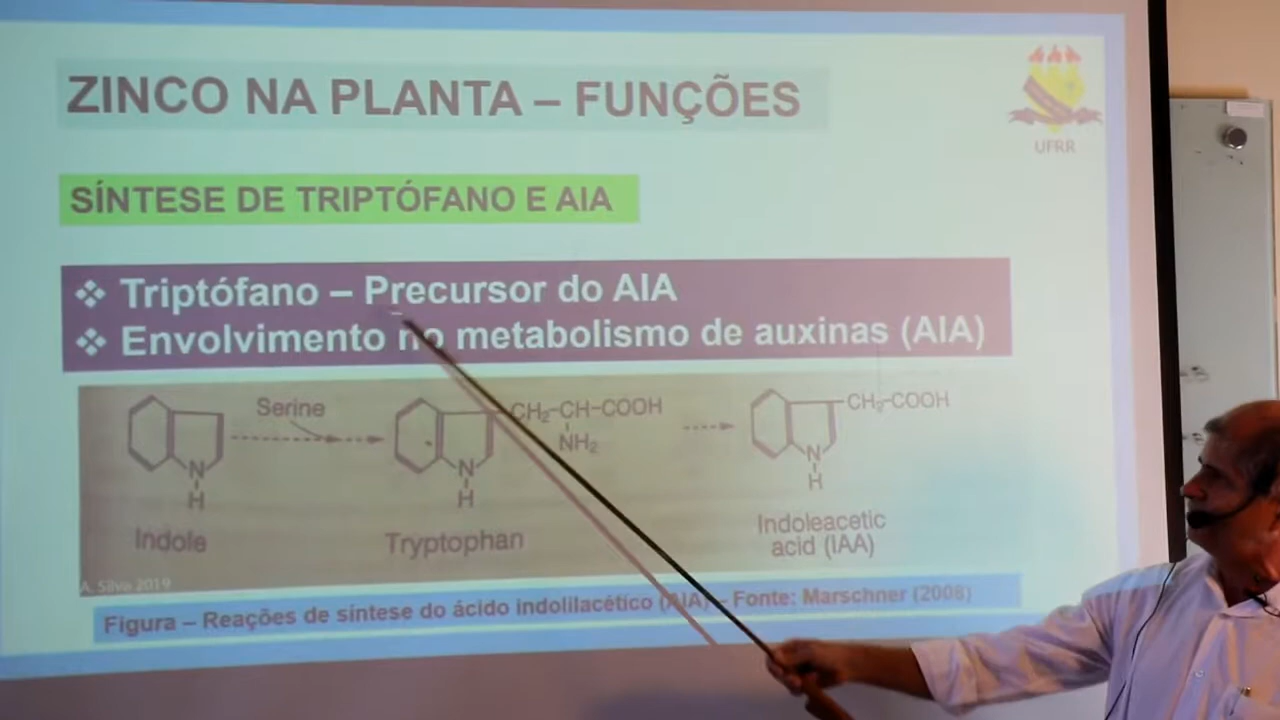 ZINCO NA PLANTA – FUNÇÕES
UFRR
SÍNTESE DE TRIPTÓFANO E AIA
❖ Triptófano – Precursor do AIA
❖ Envolvimento no metabolismo de auxinas (AIA)
Serine
CH₂–CH–COOH
NH₂
CH₂–COOH
N
H
N
H
N
H
Indole
Tryptophan
Indoleacetic
acid (IAA)
A. Silva 2019
Figura – Reações de síntese do ácido indolilacético (AIA) – Fonte: Marschner (2008)